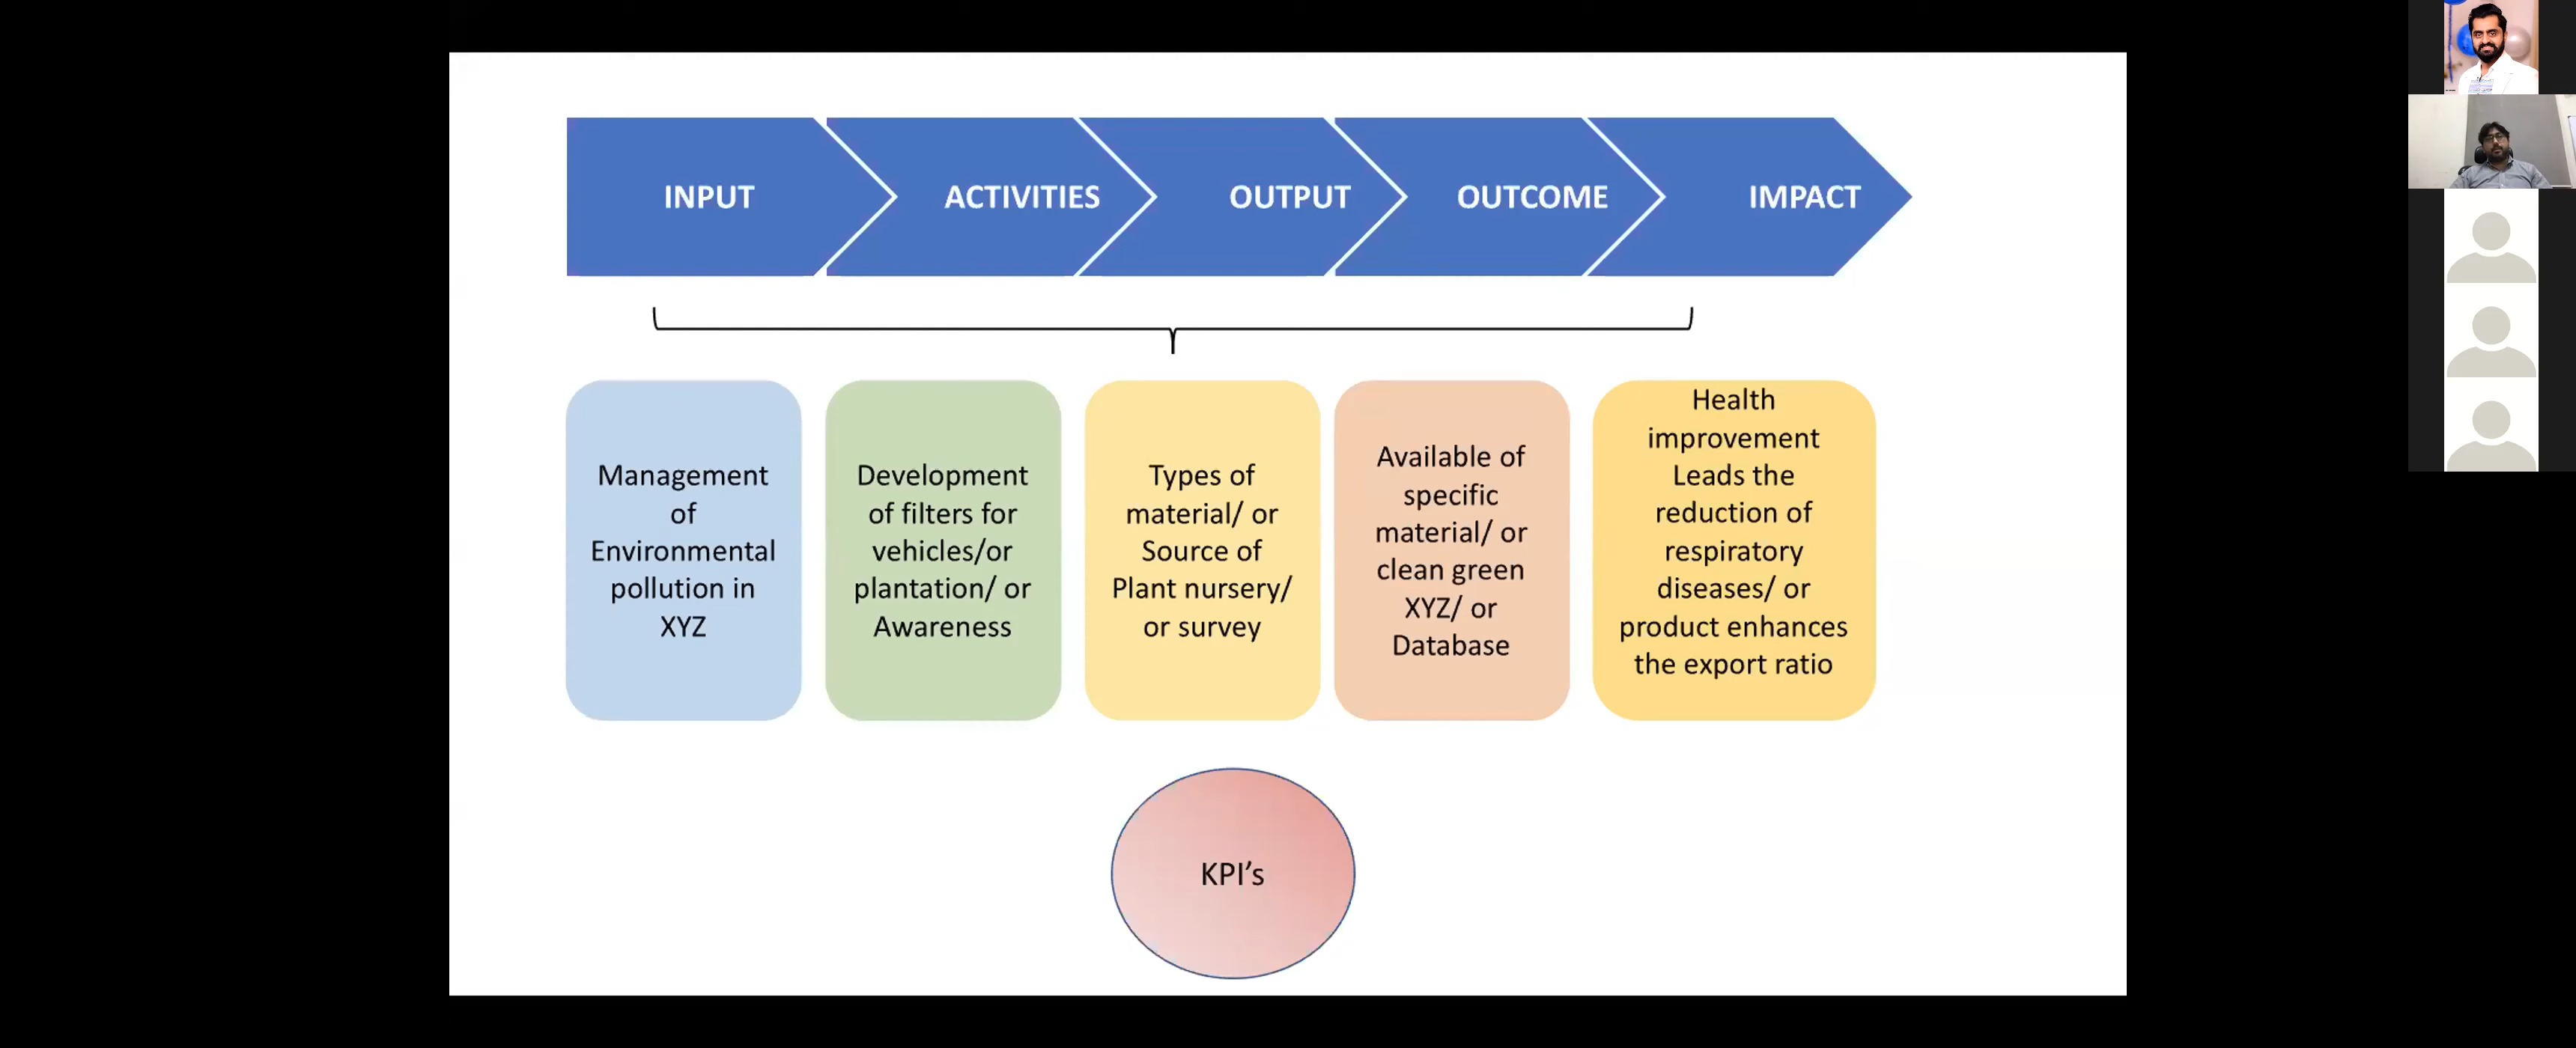 INPUT
ACTIVITIES
OUTPUT
OUTCOME
IMPACT
Management
of
Environmental
pollution in
XYZ
Development
of filters for
vehicles/or
plantation/ or
Awareness
Types of
material/ or
Source of
Plant nursery/
or survey
Available of
specific
material/ or
clean green
XYZ/ or
Database
Health
improvement
Leads the
reduction of
respiratory
diseases/ or
product enhances
the export ratio
KPI's